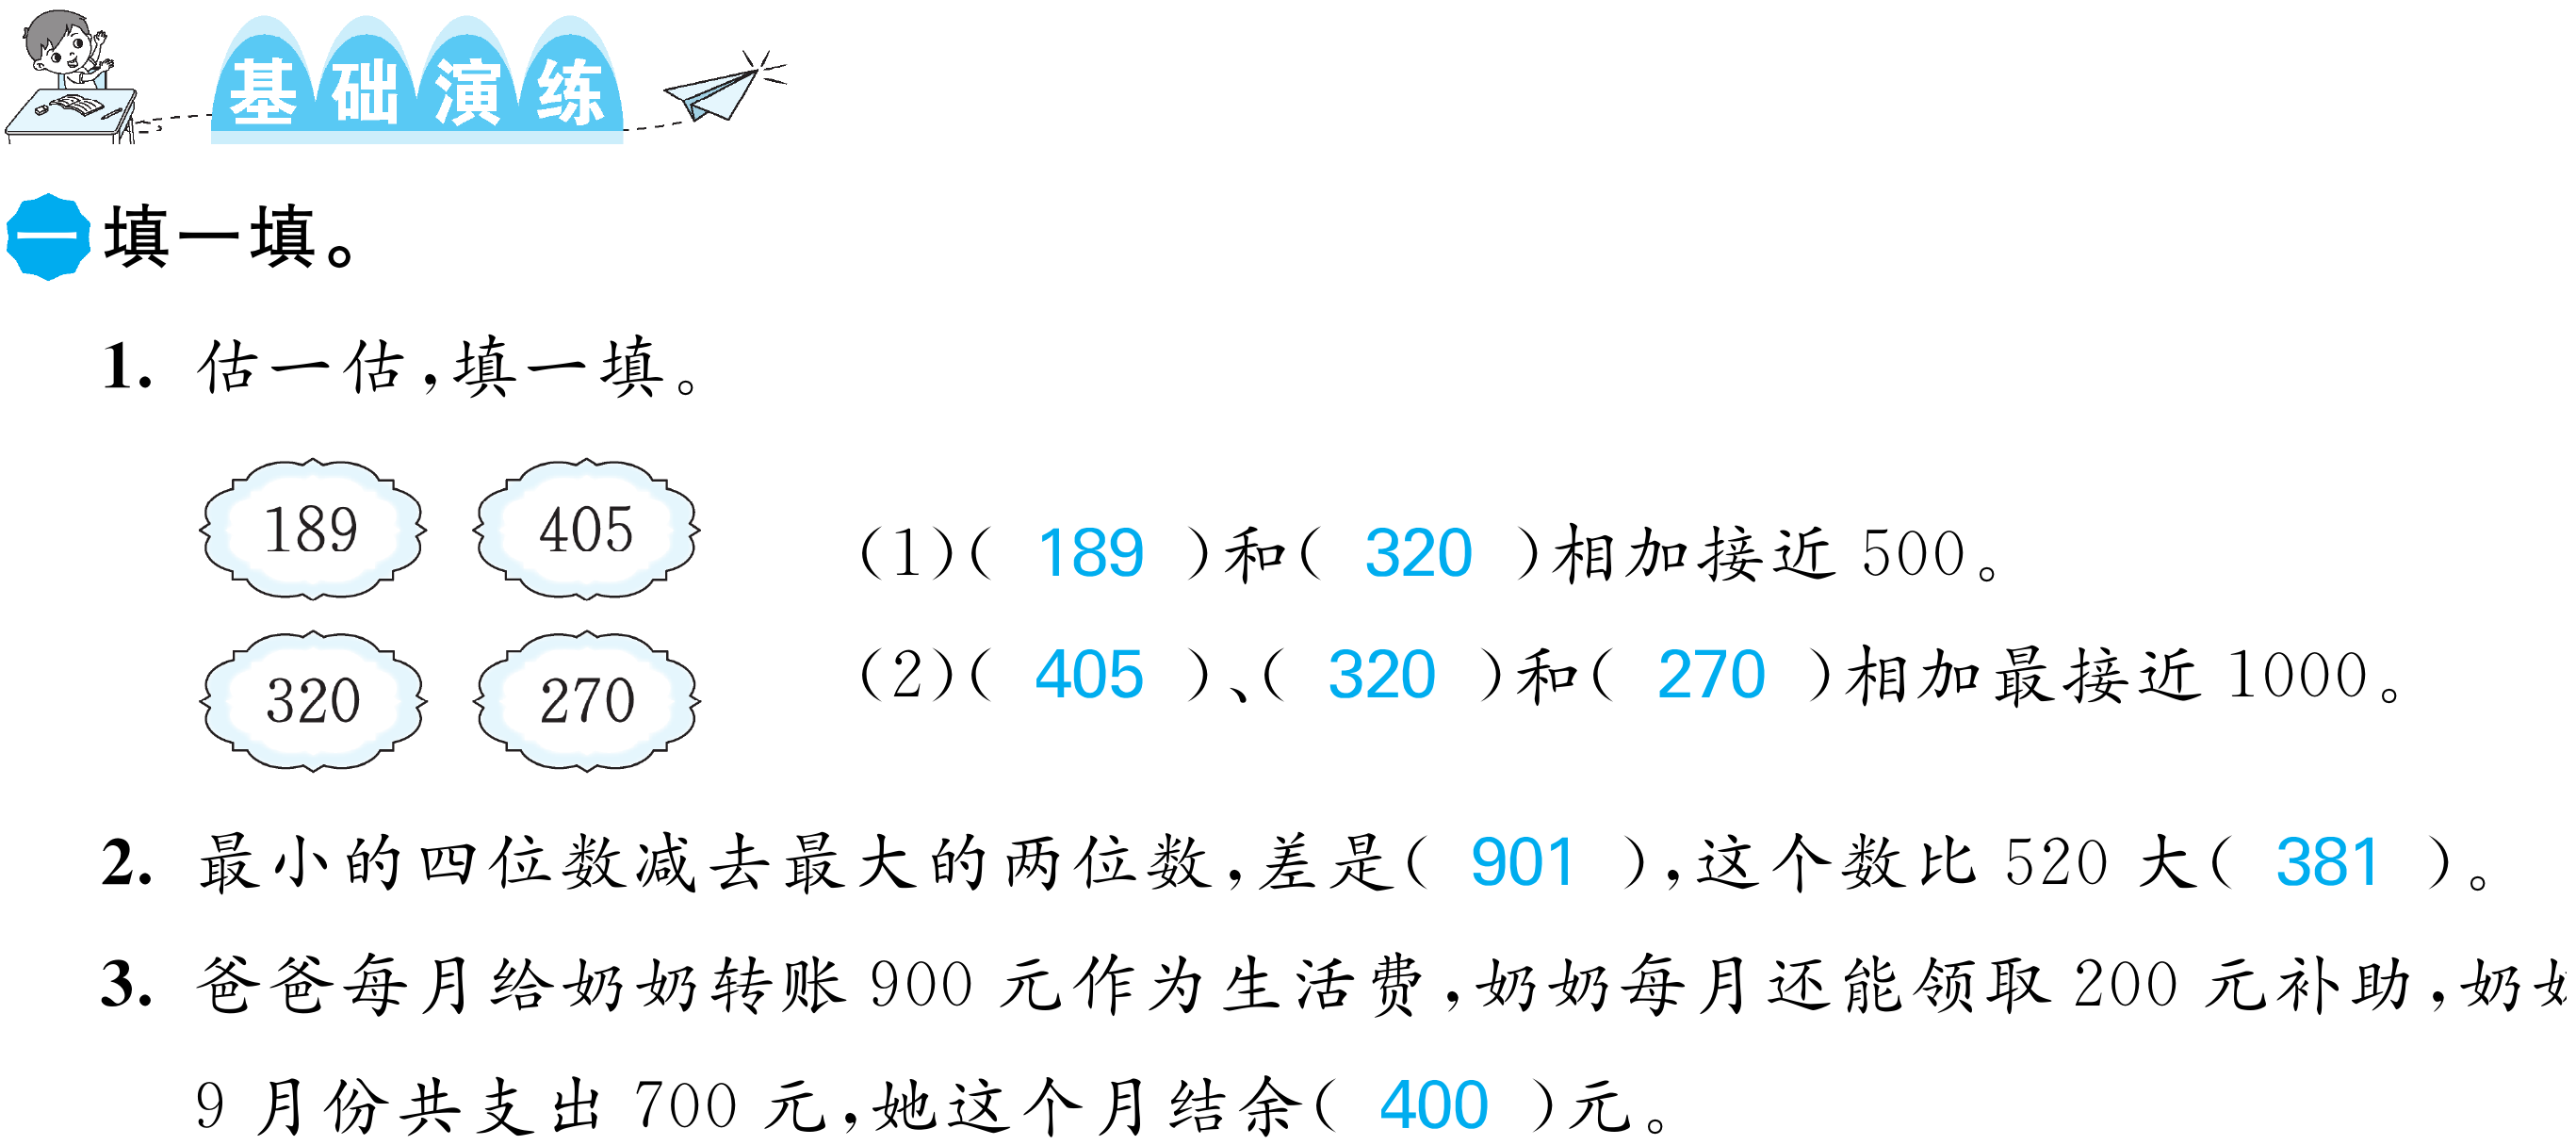 基础演练
一 填一填。
1. 估一估,填一填。
189 405
(1)( 189 )和( 320 )相加接近 500。
320 270
(2)( 405 )、( 320 )和( 270 )相加最接近 1000。
2. 最小的四位数减去最大的两位数,差是( 901 ),这个数比 520 大( 381 )。
3. 爸爸每月给奶奶转账 900 元作为生活费,奶奶每月还能领取 200 元补助,奶
9 月份共支出 700 元,她这个月结余( 400 )元。